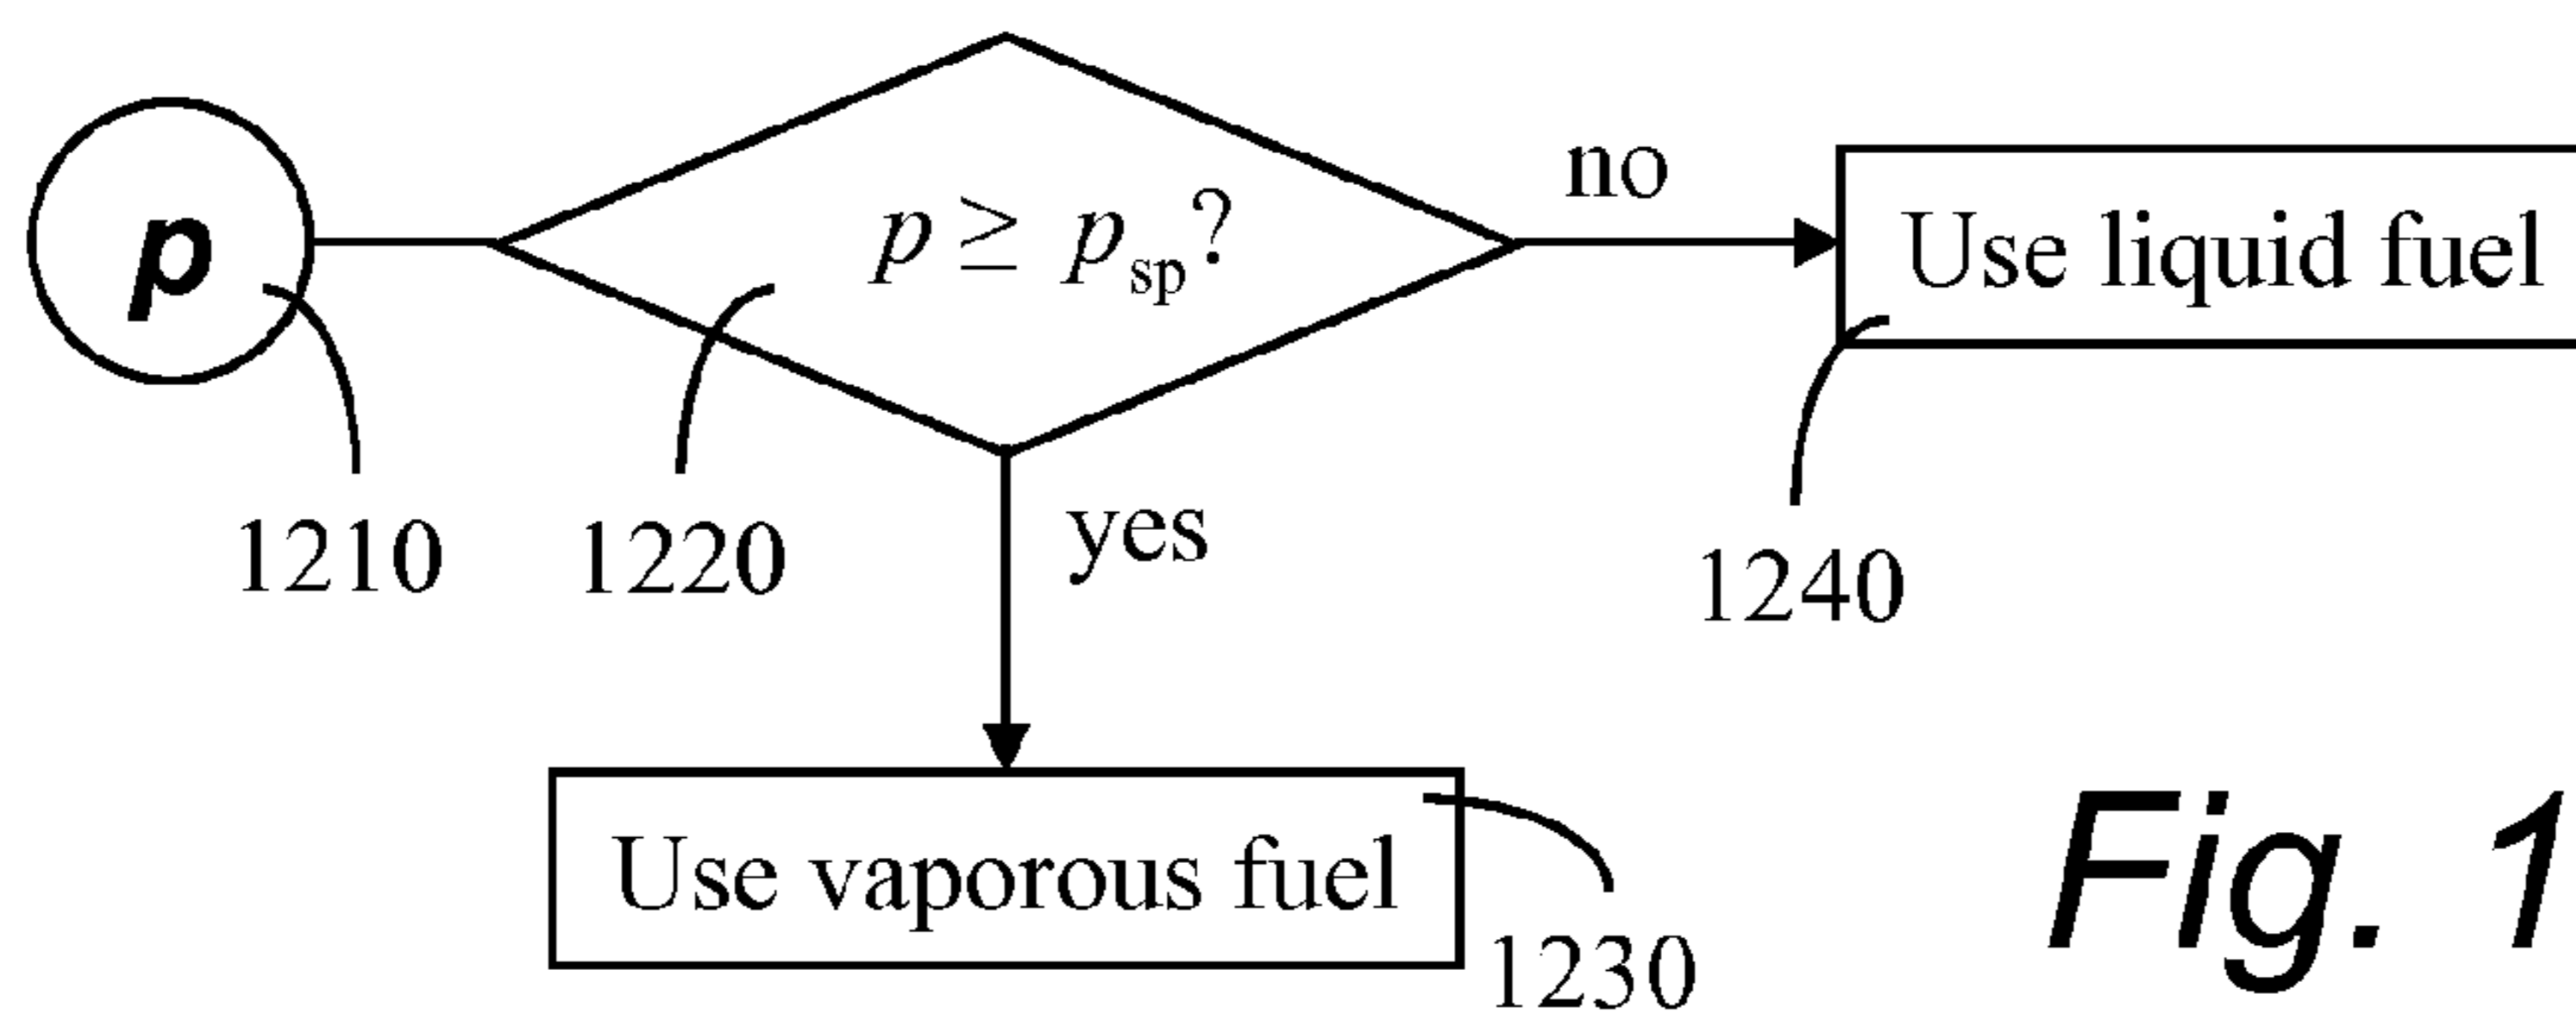 p
p ≥ psp?
no
Use liquid fuel
1210
1220
yes
1240
Use vaporous fuel
1230
Fig. 1